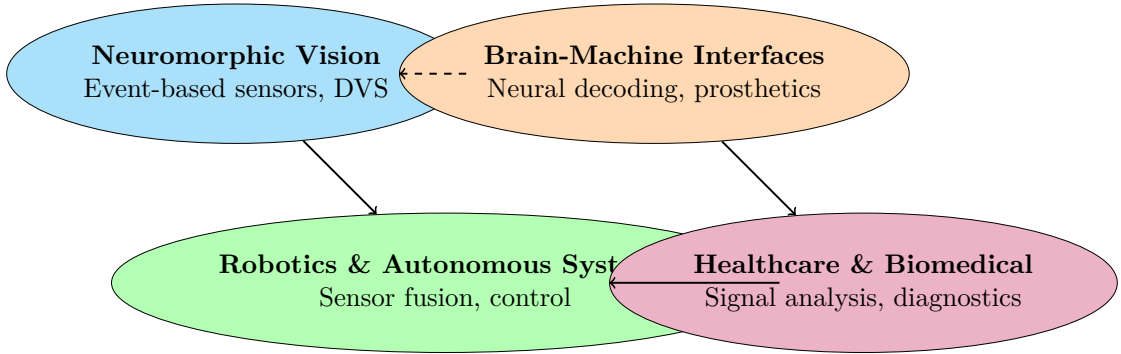 Neuromorphic Vision
Event-based sensors, DVS
Brain-Machine Interfaces
Neural decoding, prosthetics
Robotics & Autonomous Syst
Sensor fusion, control
Healthcare & Biomedical
Signal analysis, diagnostics